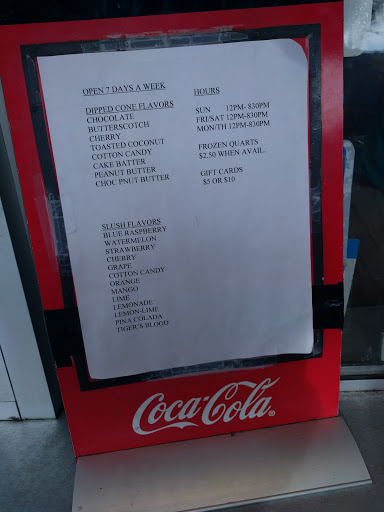 OPEN 7 DAYS A WEEK
DIPPED CONE FLAVORS
CHOCOLATE
BUTTERSCOTCH
CHERRY
TOASTED COCONUT
COTTON CANDY
CAKE BATTER
PEANUT BUTTER
CHOC PNUT BUTTER
HOURS
SUN 12PM- 830PM
FRI/SAT 12PM-830PM
MON/TH 12PM-830PM
FROZEN QUARTS
$2.50 WHEN AVAIL.
GIFT CARDS
$5 OR $10
SLUSH FLAVORS
BLUE RASPBERRY
WATERMELON
STRAWBERRY
CHERRY
GRAPE
COTTON CANDY
ORANGE
MANGO
LIME
LEMONADE
LEMON-LIME
PINA COLADA
TIGER'S BLOOD
Coca-Cola®